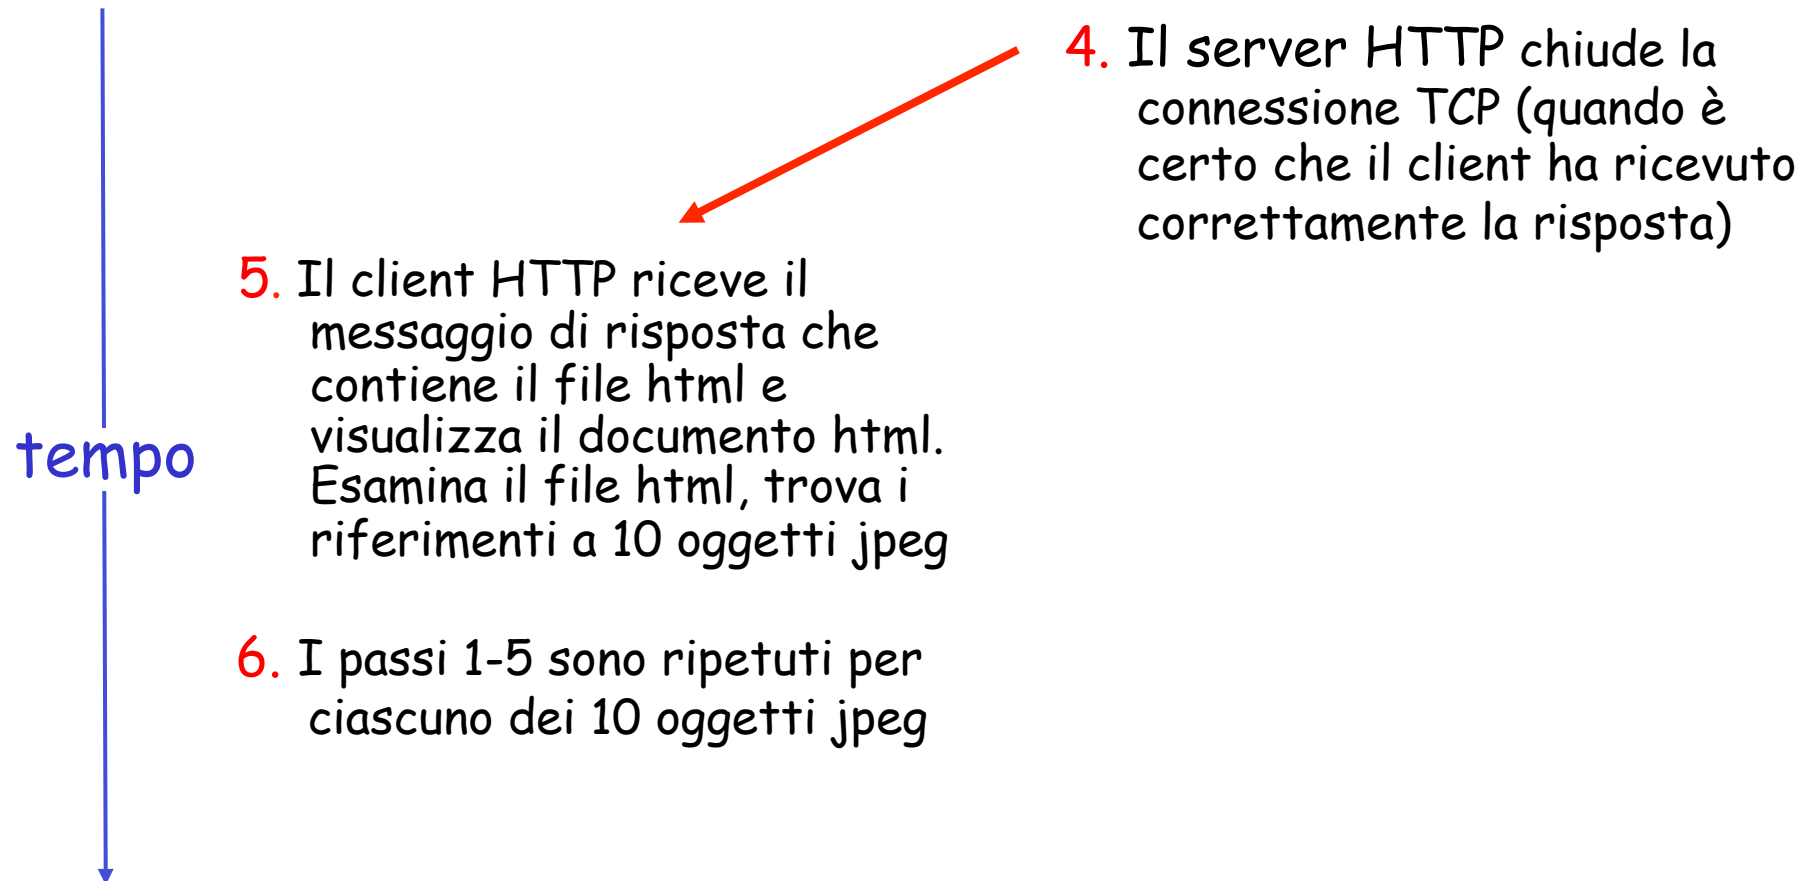 4. Il server HTTP chiude la
connessione TCP (quando è
certo che il client ha ricevuto
correttamente la risposta)
5. Il client HTTP riceve il
messaggio di risposta che
contiene il file html e
visualizza il documento html.
Esamina il file html, trova i
riferimenti a 10 oggetti jpeg
tempo
6. I passi 1-5 sono ripetuti per
ciascuno dei 10 oggetti jpeg